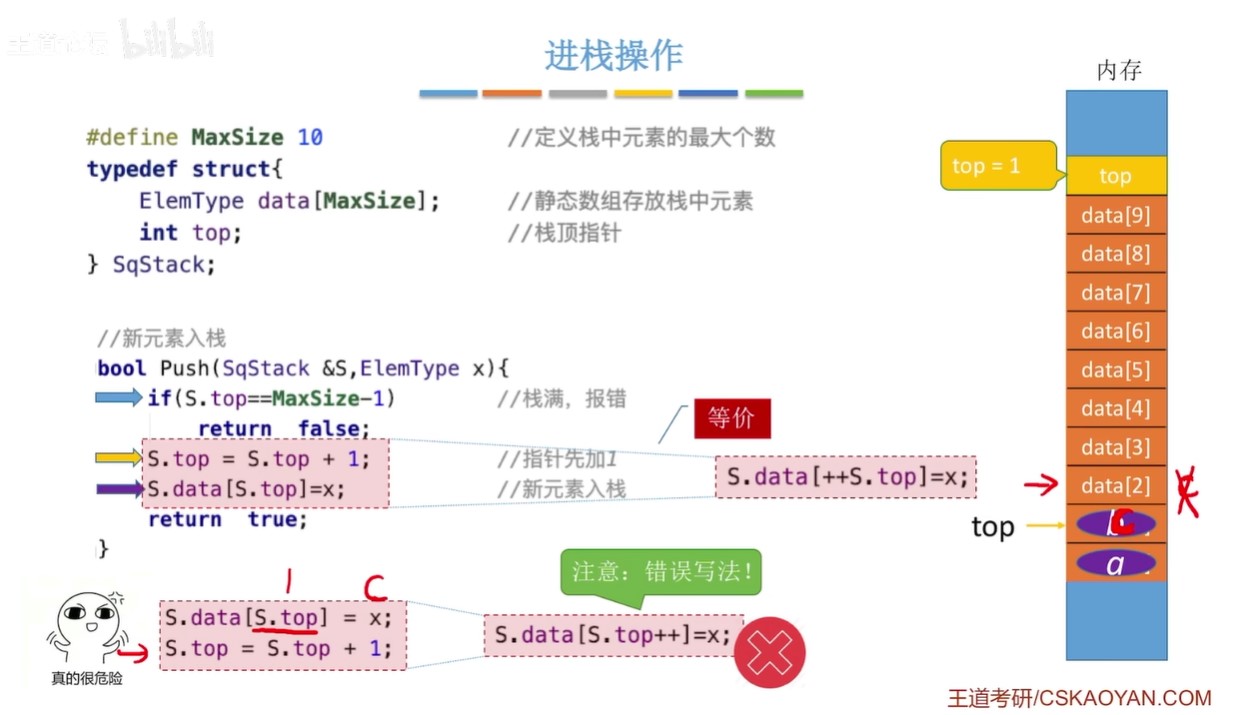 王道论坛 bilibili
进栈操作
#define MaxSize 10 //定义栈中元素的最大个数
typedef struct{
ElemType data[MaxSize]; //静态数组存放栈中元素
int top; //栈顶指针
} SqStack;
//新元素入栈
bool Push(SqStack &S,ElemType x){
if(S.top==MaxSize-1) //栈满，报错
return false;
S.top = S.top + 1; //指针先加1
S.data[S.top]=x; //新元素入栈
return true;
}
等价
S.data[++S.top]=x;
注意：错误写法！
1 C
S.data[S.top] = x;
S.top = S.top + 1;
S.data[S.top++]=x;
真的很危险
内存
top = 1
top
data[9]
data[8]
data[7]
data[6]
data[5]
data[4]
data[3]
data[2]
top
b c
a
王道考研/CSKAOYAN.COM